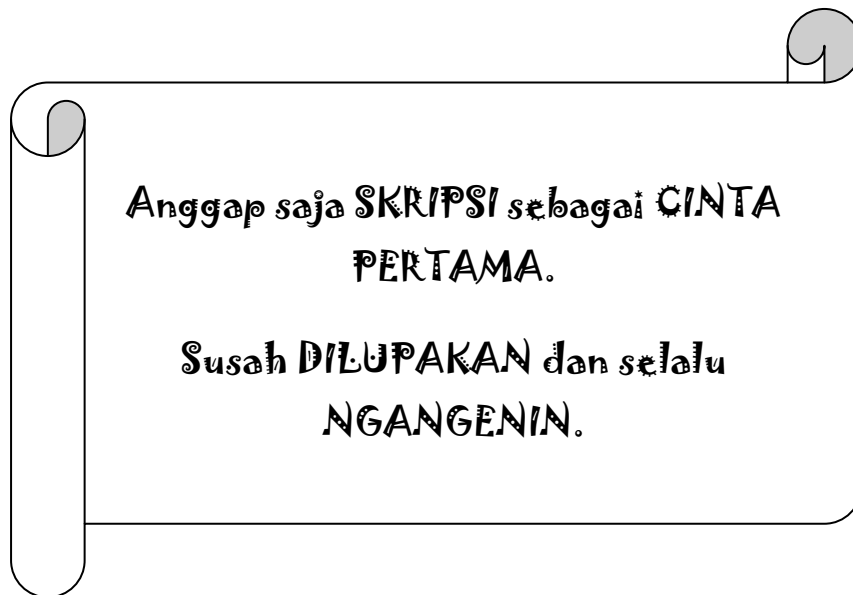 Anggap saja SKRIPSI sebagai CINTA
PERTAMA.
Susah DILUPAKAN dan selalu
NGANGENIN.